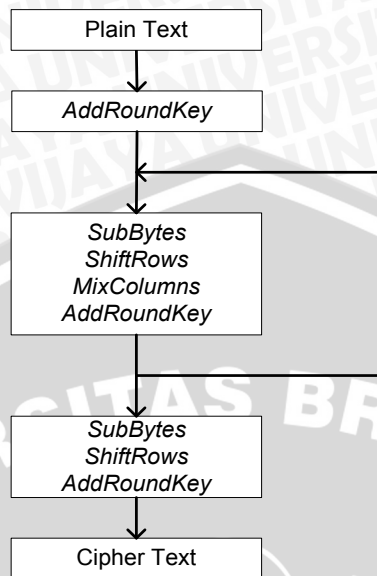 Plain Text
AddRoundKey
SubBytes
ShiftRows
MixColumns
AddRoundKey
SubBytes
ShiftRows
AddRoundKey
Cipher Text